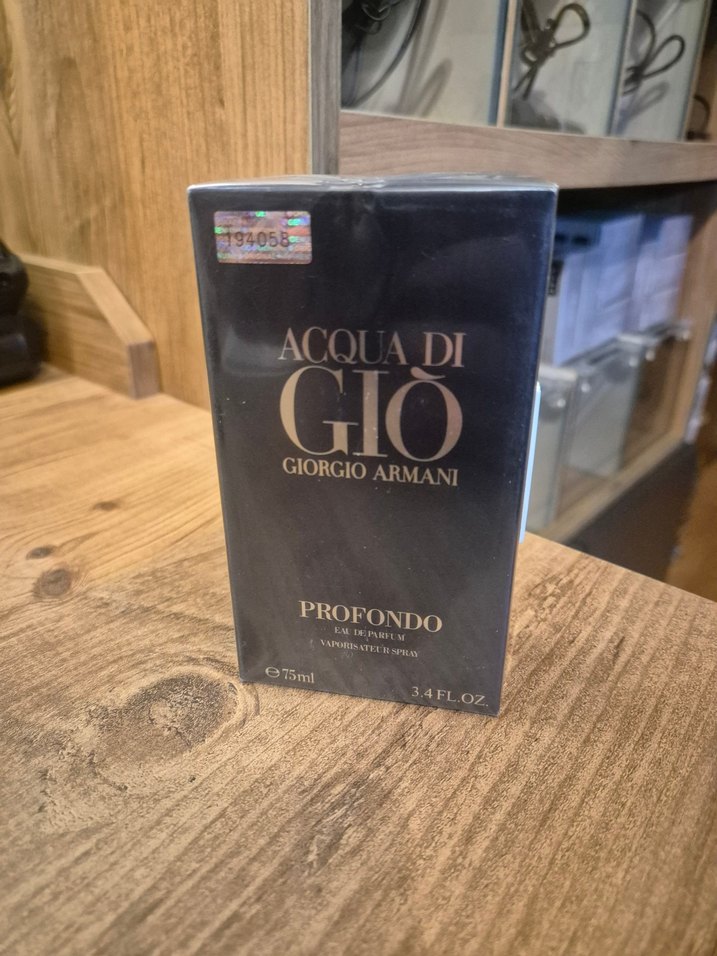 194058
ACQUA DI
GIÒ
GIORGIO ARMANI
PROFONDO
EAU DE PARFUM
VAPORISATEUR SPRAY
℮ 75ml
3.4 FL.OZ.